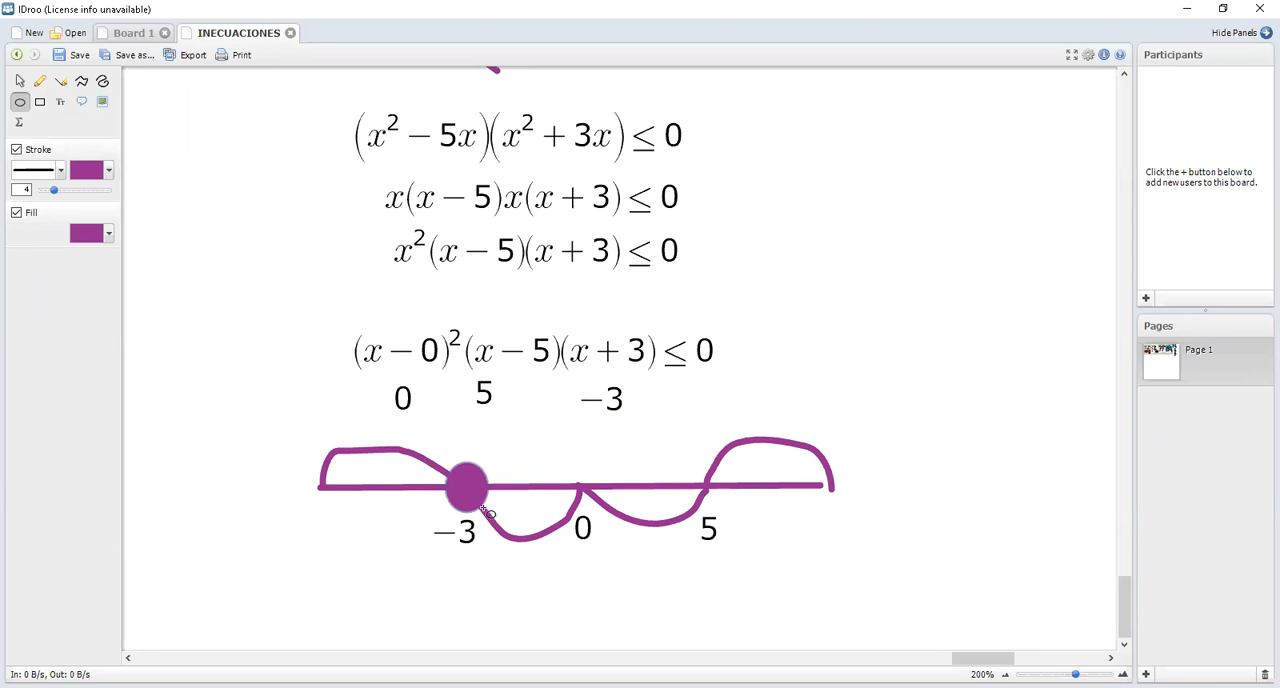 IDroo (License info unavailable)
New Open Board 1 INECUACIONES Hide Panels
Save Save as... Export Print Participants
Tr
Σ
Stroke
4
Fill
Click the + button below to
add new users to this board.
(x² − 5x)(x² + 3x) ≤ 0
x(x − 5)x(x + 3) ≤ 0
x²(x − 5)(x + 3) ≤ 0
(x − 0)²(x − 5)(x + 3) ≤ 0
0 5 −3
−3 0 5
Pages
Page 1
In: 0 B/s, Out: 0 B/s 200%